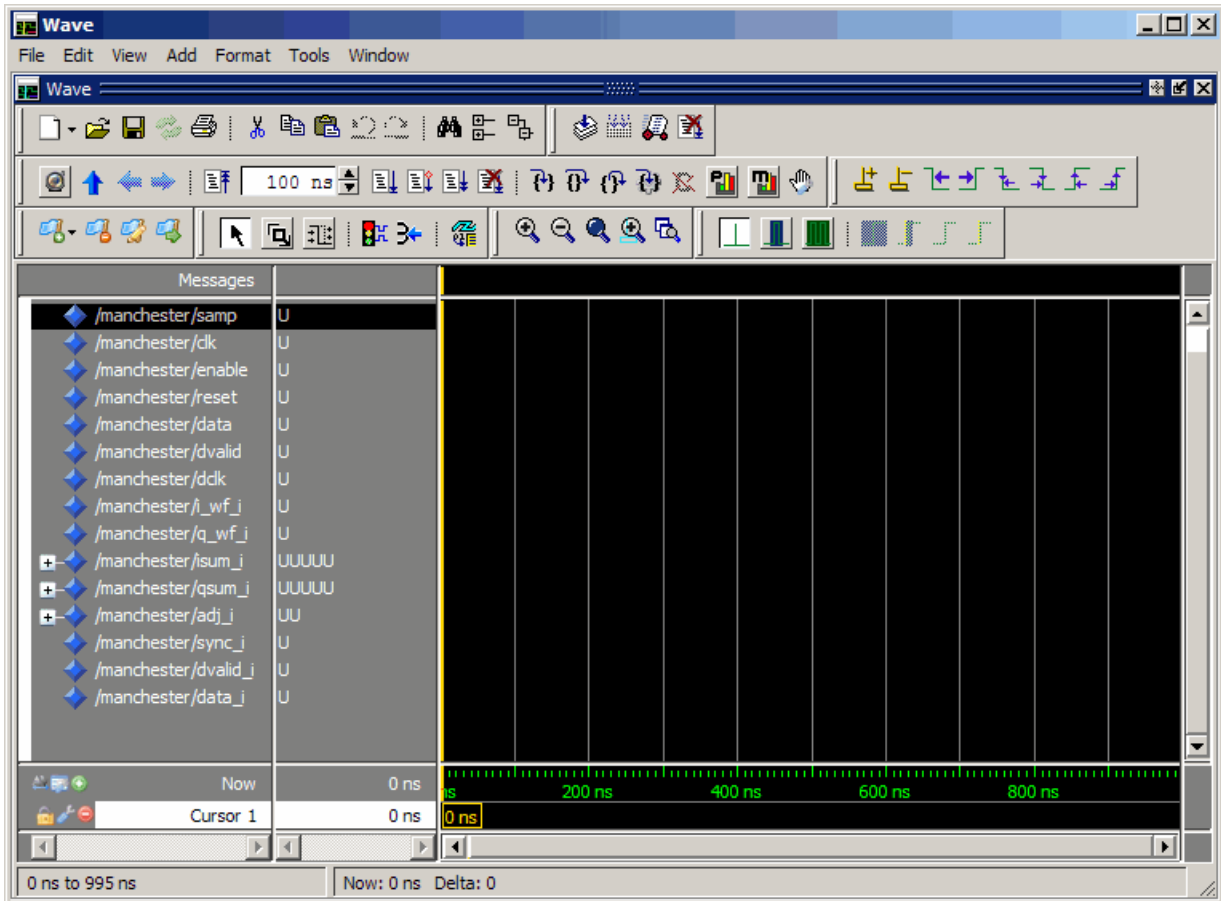 Wave
File Edit View Add Format Tools Window
Wave
100 ns
Messages
/manchester/samp U
/manchester/clk U
/manchester/enable U
/manchester/reset U
/manchester/data U
/manchester/dvalid U
/manchester/dclk U
/manchester/i_wf_i U
/manchester/q_wf_i U
/manchester/isum_i UUUUU
/manchester/qsum_i UUUUU
/manchester/adj_i UU
/manchester/sync_i U
/manchester/dvalid_i U
/manchester/data_i U
Now 0 ns ns 200 ns 400 ns 600 ns 800 ns
Cursor 1 0 ns 0 ns
0 ns to 995 ns Now: 0 ns Delta: 0